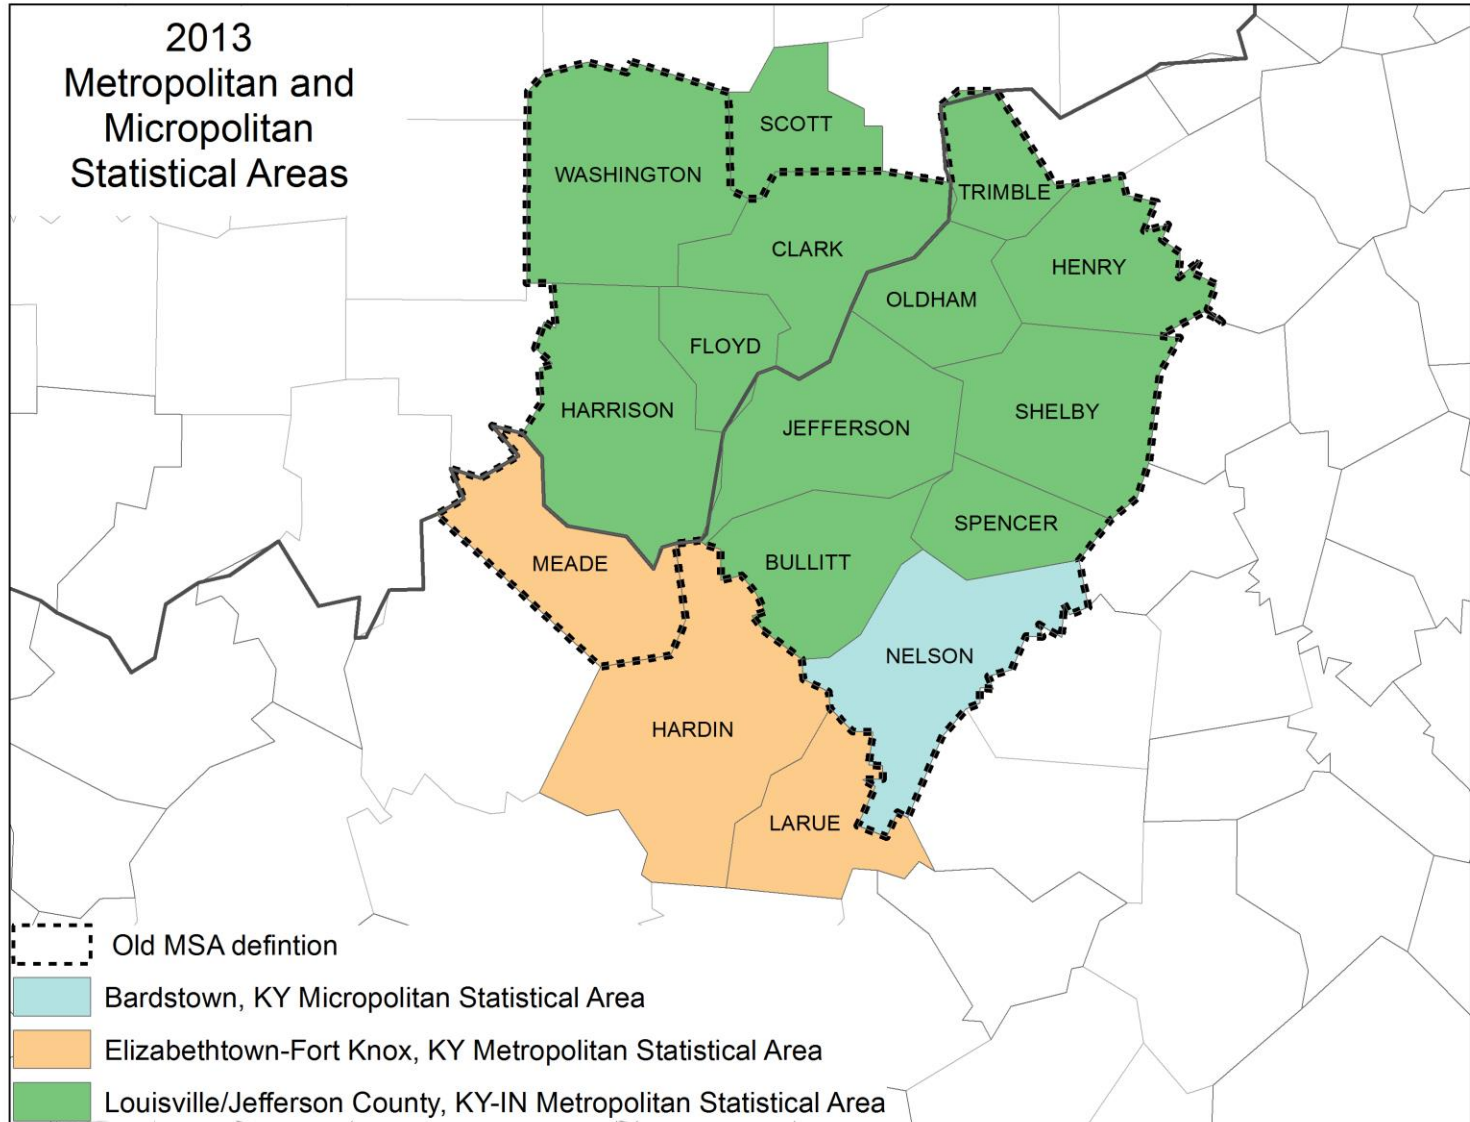 2013
Metropolitan and
Micropolitan
Statistical Areas
SCOTT
WASHINGTON
TRIMBLE
CLARK
HENRY
OLDHAM
FLOYD
HARRISON
SHELBY
JEFFERSON
SPENCER
MEADE
BULLITT
NELSON
HARDIN
LARUE
Old MSA defintion
Bardstown, KY Micropolitan Statistical Area
Elizabethtown-Fort Knox, KY Metropolitan Statistical Area
Louisville/Jefferson County, KY-IN Metropolitan Statistical Area